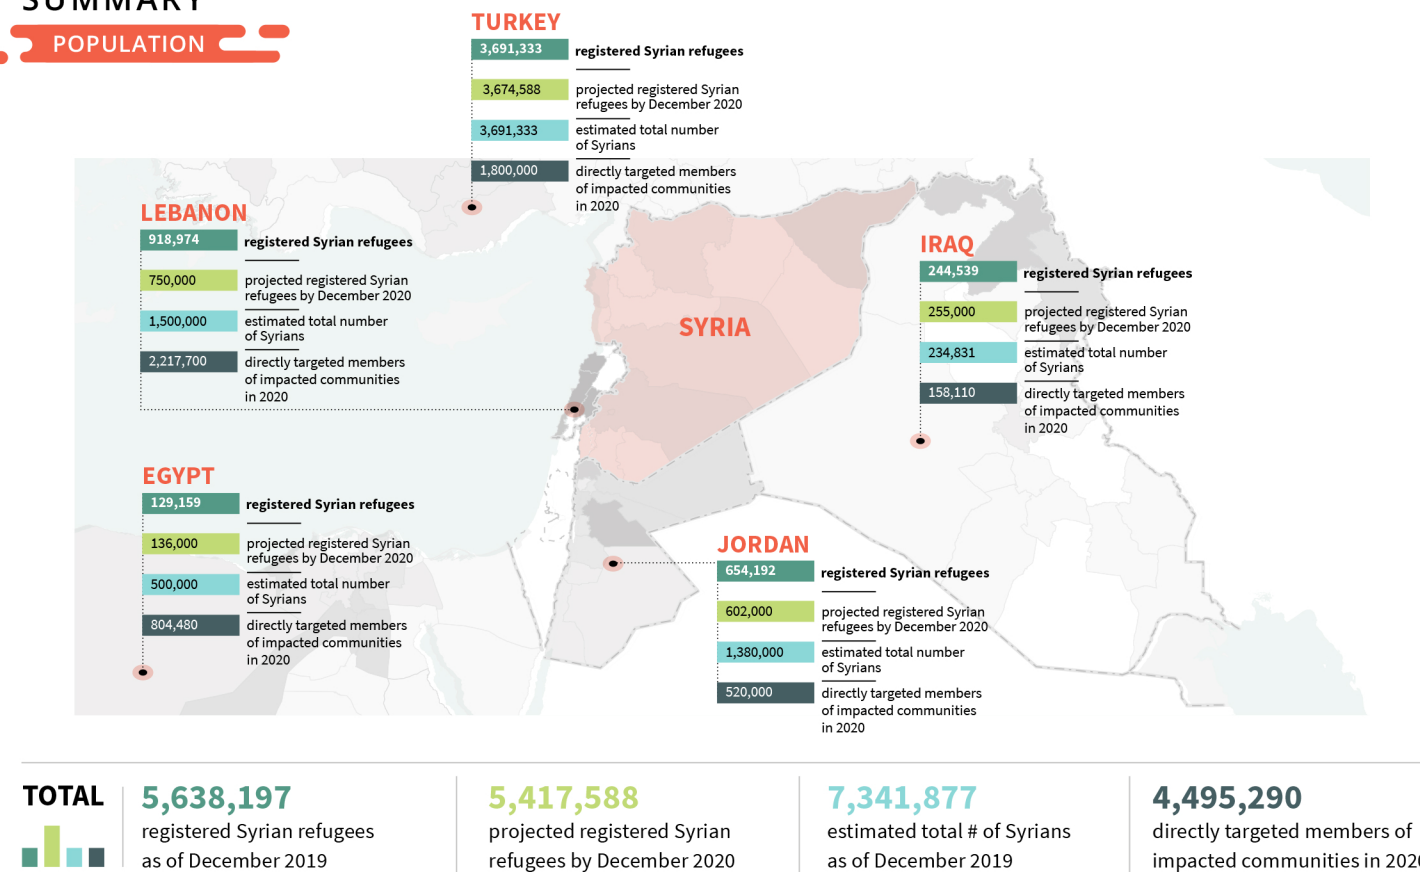 SUMMARY
POPULATION
TURKEY
3,691,333 registered Syrian refugees
3,674,588 projected registered Syrian
refugees by December 2020
3,691,333 estimated total number
of Syrians
1,800,000 directly targeted members
of impacted communities
in 2020
LEBANON
918,974 registered Syrian refugees
750,000 projected registered Syrian
refugees by December 2020
1,500,000 estimated total number
of Syrians
2,217,700 directly targeted members
of impacted communities
in 2020
SYRIA
IRAQ
244,539 registered Syrian refugees
255,000 projected registered Syrian
refugees by December 2020
234,831 estimated total number
of Syrians
158,110 directly targeted members
of impacted communities
in 2020
EGYPT
129,159 registered Syrian refugees
136,000 projected registered Syrian
refugees by December 2020
500,000 estimated total number
of Syrians
804,480 directly targeted members
of impacted communities
in 2020
JORDAN
654,192 registered Syrian refugees
602,000 projected registered Syrian
refugees by December 2020
1,380,000 estimated total number
of Syrians
520,000 directly targeted members
of impacted communities
in 2020
TOTAL
5,638,197
registered Syrian refugees
as of December 2019
5,417,588
projected registered Syrian
refugees by December 2020
7,341,877
estimated total # of Syrians
as of December 2019
4,495,290
directly targeted members of
impacted communities in 2020